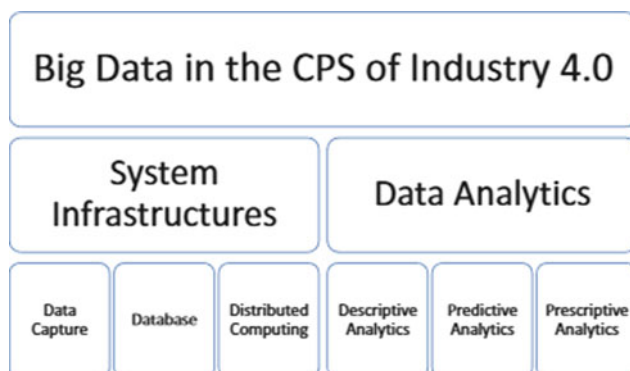 Big Data in the CPS of Industry 4.0
System
Infrastructures
Data Analytics
Data
Capture
Database
Distributed
Computing
Descriptive
Analytics
Predictive
Analytics
Prescriptive
Analytics